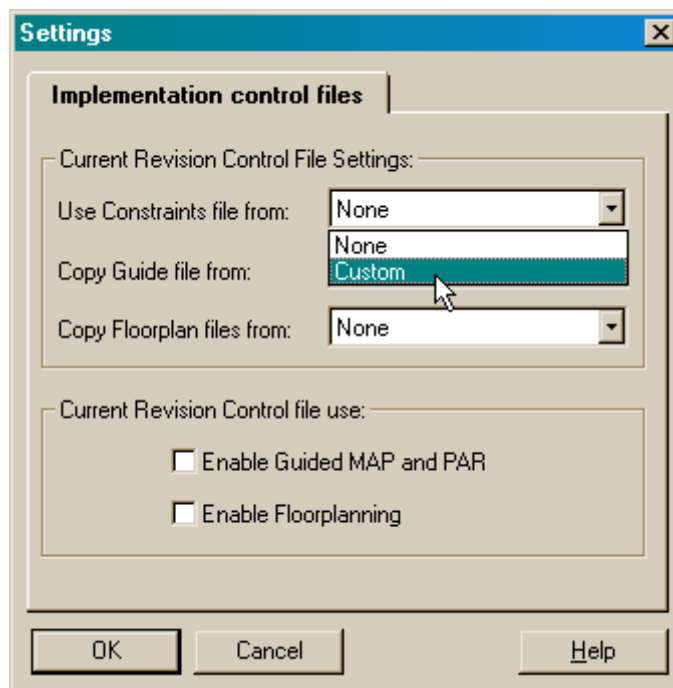 Settings
Implementation control files
Current Revision Control File Settings:
Use Constraints file from: None
None
Copy Guide file from: Custom
Copy Floorplan files from: None
Current Revision Control file use:
Enable Guided MAP and PAR
Enable Floorplanning
OK Cancel Help